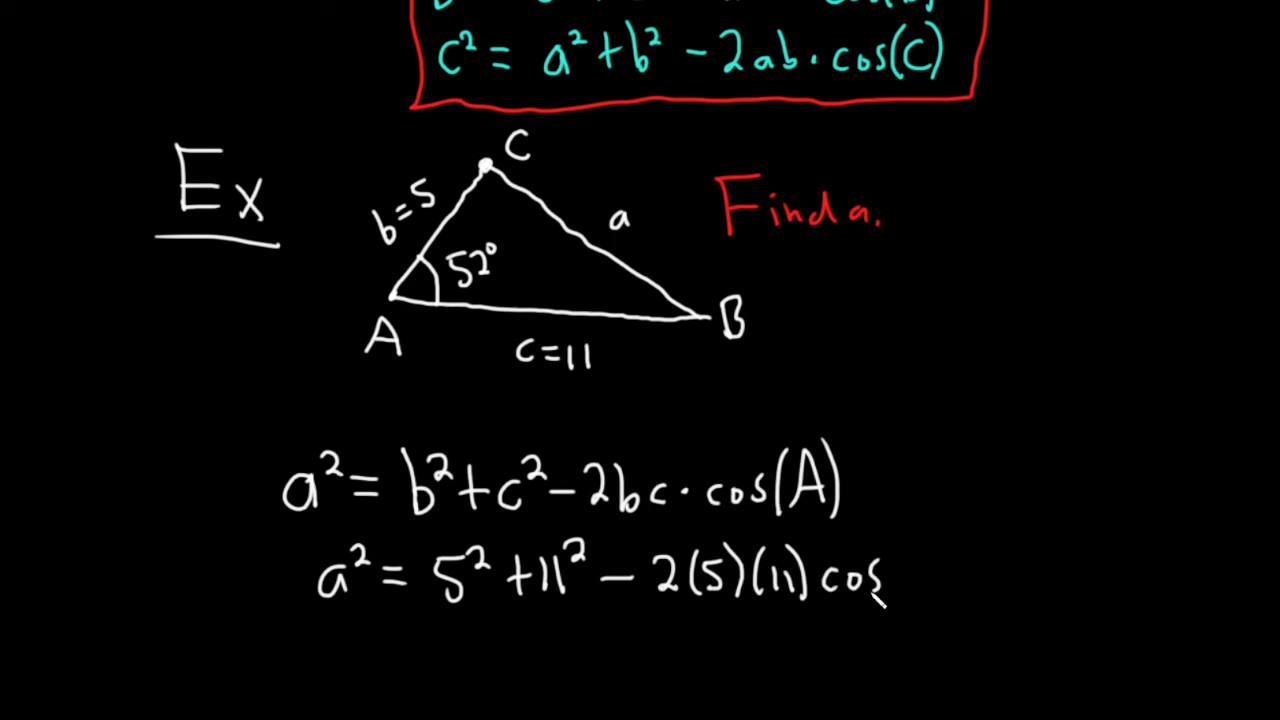 c² = a² + b² - 2ab · cos(C)
Ex
C
b = 5
a
Find a.
52°
A
B
c = 11
a² = b² + c² - 2bc · cos(A)
a² = 5² + 11² - 2(5)(11) cos